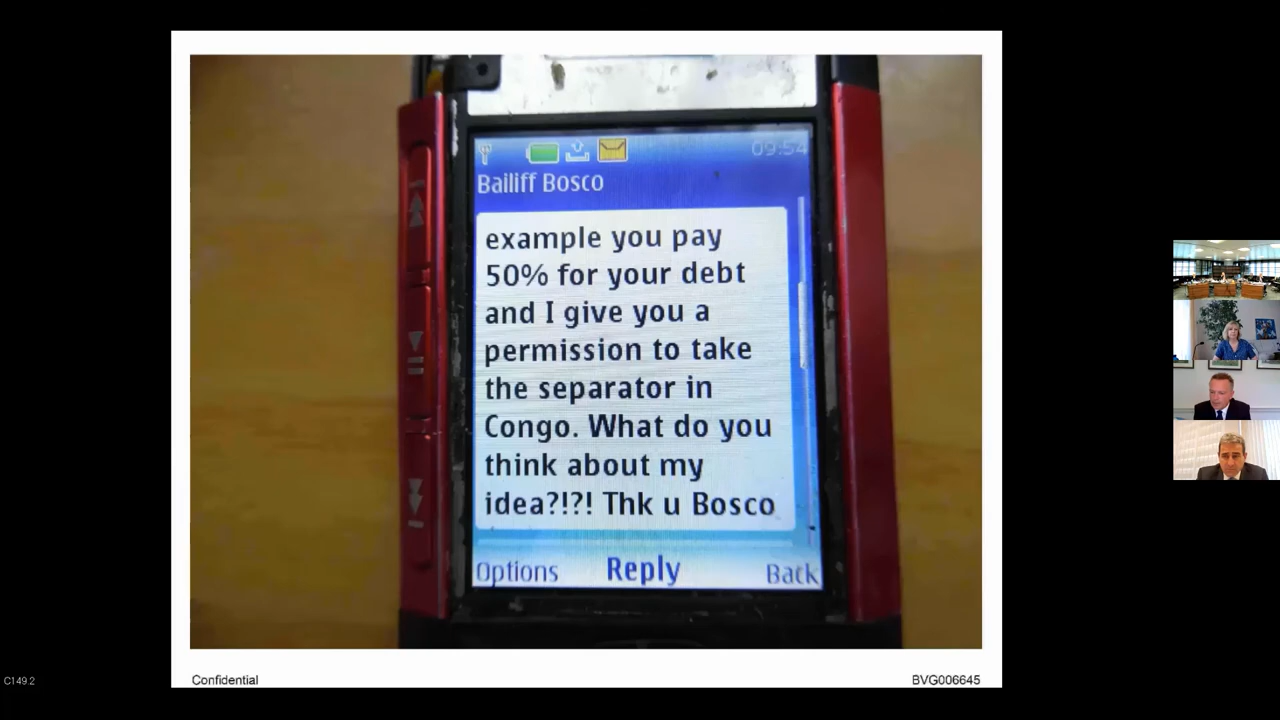 09:54
Bailiff Bosco
example you pay
50% for your debt
and I give you a
permission to take
the separator in
Congo. What do you
think about my
idea?!?! Thk u Bosco
Options Reply Back
Confidential BVG006645
C149.2